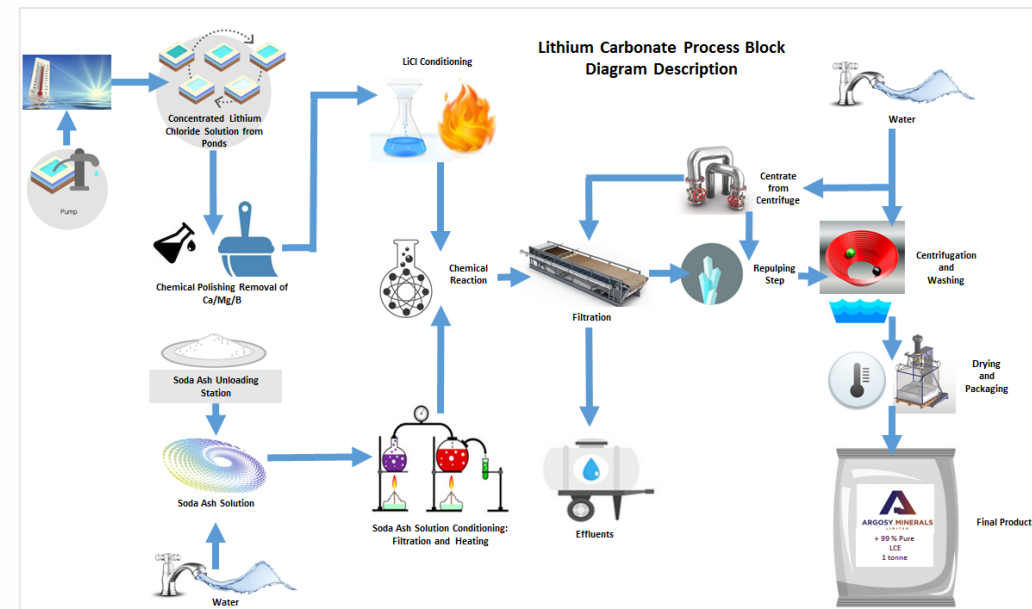 Lithium Carbonate Process Block
Diagram Description
Pump
Concentrated Lithium
Chloride Solution from
Ponds
LiCl Conditioning
Water
Centrate
from
Centrifuge
Chemical Polishing Removal of
Ca/Mg/B
Chemical
Reaction
Filtration
Repulping
Step
Centrifugation
and
Washing
Soda Ash Unloading
Station
Drying
and
Packaging
Soda Ash Solution
Soda Ash Solution Conditioning:
Filtration and Heating
Effluents
ARGOSY MINERALS
LIMITED
+ 99 % Pure
LCE
1 tonne
Final Product
Water